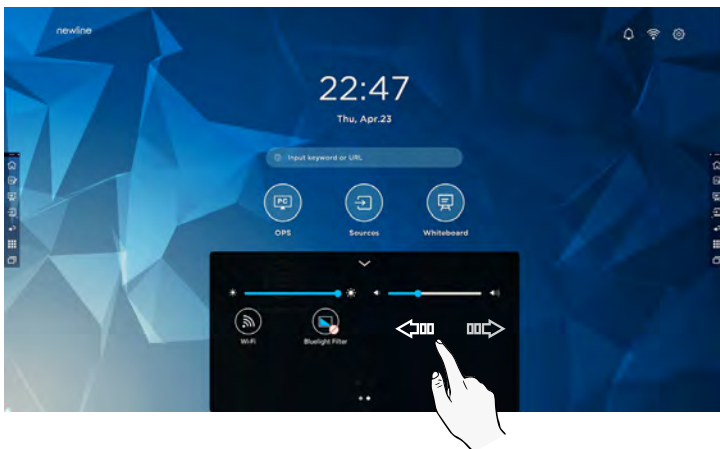 newline
22:47
Thu, Apr.23
Input keyword or URL
PC
OPS
Sources
Whiteboard
Wi-Fi
Bluelight Filter